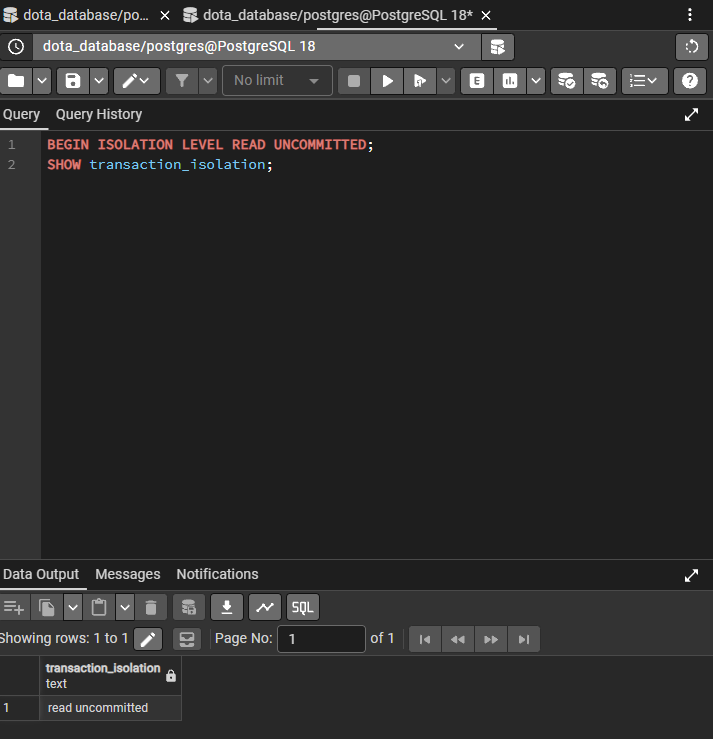 dota_database/po...
dota_database/postgres@PostgreSQL 18*
dota_database/postgres@PostgreSQL 18
No limit
E
Query
Query History
1
BEGIN ISOLATION LEVEL READ UNCOMMITTED;
2
SHOW transaction_isolation;
Data Output
Messages
Notifications
SQL
Showing rows: 1 to 1
Page No:
1
of 1
transaction_isolation
text
1
read uncommitted